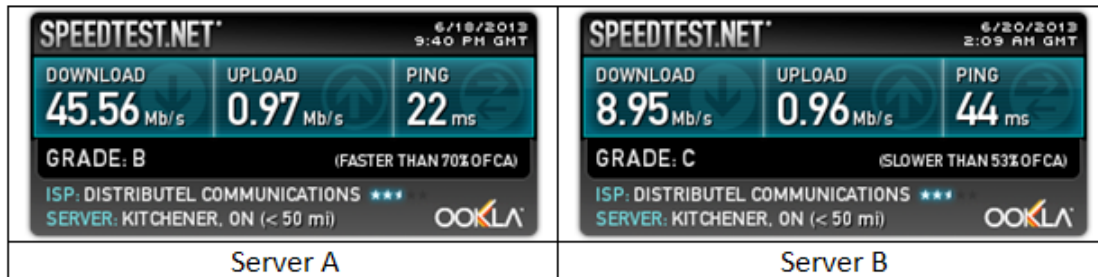 SPEEDTEST.NET
6/18/2013
9:40 PM GMT
DOWNLOAD
45.56 Mb/s
UPLOAD
0.97 Mb/s
PING
22 ms
GRADE: B (FASTER THAN 70% OF CA)
ISP: DISTRIBUTEL COMMUNICATIONS
SERVER: KITCHENER, ON (< 50 mi)
OOKLA
Server A
SPEEDTEST.NET
6/20/2013
2:09 AM GMT
DOWNLOAD
8.95 Mb/s
UPLOAD
0.96 Mb/s
PING
44 ms
GRADE: C (SLOWER THAN 53% OF CA)
ISP: DISTRIBUTEL COMMUNICATIONS
SERVER: KITCHENER, ON (< 50 mi)
OOKLA
Server B